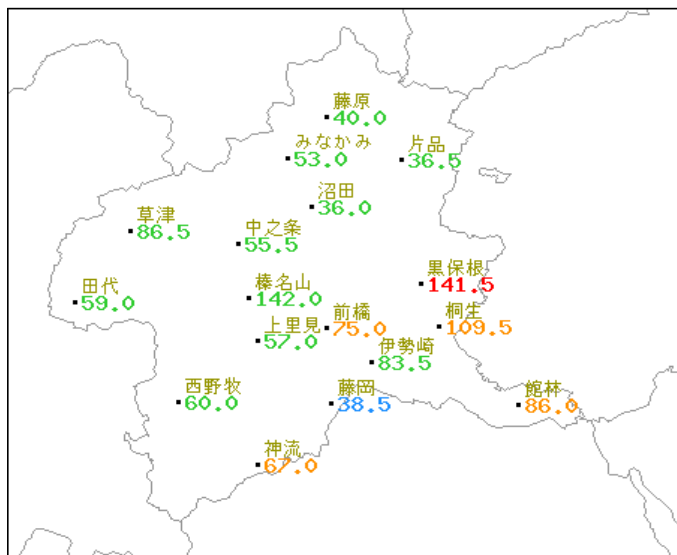 藤原
40.0
みなかみ
53.0
片品
36.5
沼田
36.0
草津
86.5
中之条
55.5
黒保根
141.5
田代
59.0
榛名山
142.0
前橋
75.0
桐生
109.5
上里見
57.0
伊勢崎
83.5
西野牧
60.0
藤岡
38.5
館林
86.0
神流
67.0